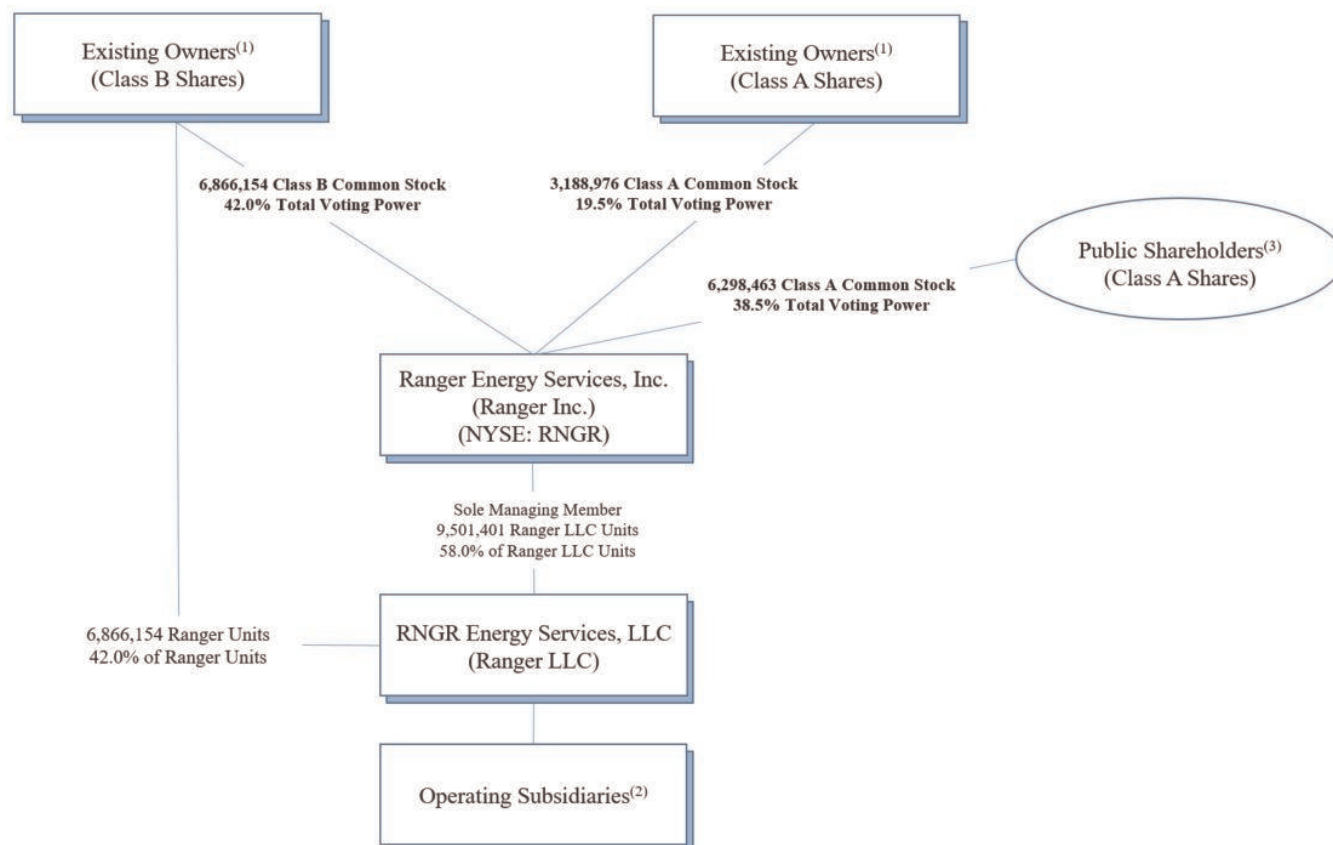 Existing Owners(1)
(Class B Shares)
Existing Owners(1)
(Class A Shares)
6,866,154 Class B Common Stock
42.0% Total Voting Power
3,188,976 Class A Common Stock
19.5% Total Voting Power
Public Shareholders(3)
(Class A Shares)
6,298,463 Class A Common Stock
38.5% Total Voting Power
Ranger Energy Services, Inc.
(Ranger Inc.)
(NYSE: RNGR)
Sole Managing Member
9,501,401 Ranger LLC Units
58.0% of Ranger LLC Units
6,866,154 Ranger Units
42.0% of Ranger Units
RNGR Energy Services, LLC
(Ranger LLC)
Operating Subsidiaries(2)